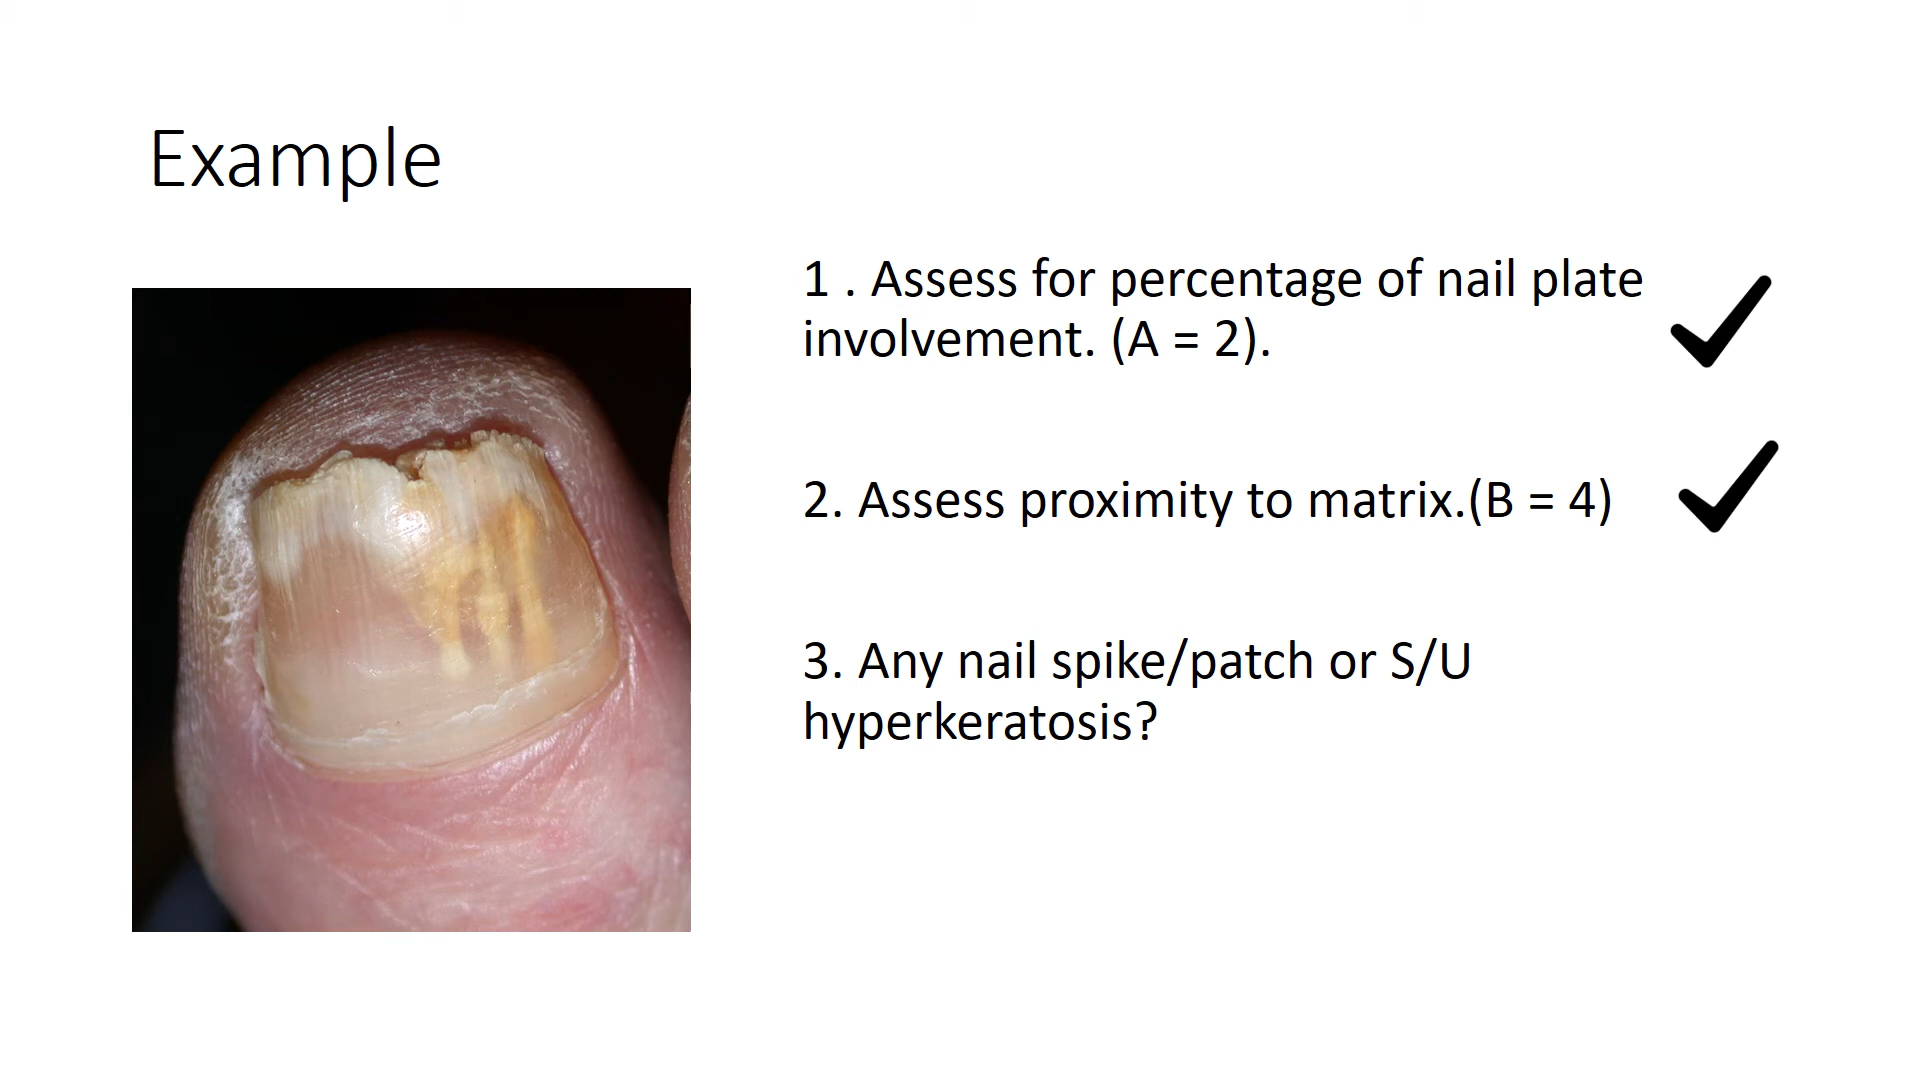 Example
1 . Assess for percentage of nail plate
involvement. (A = 2).
2. Assess proximity to matrix.(B = 4)
3. Any nail spike/patch or S/U
hyperkeratosis?